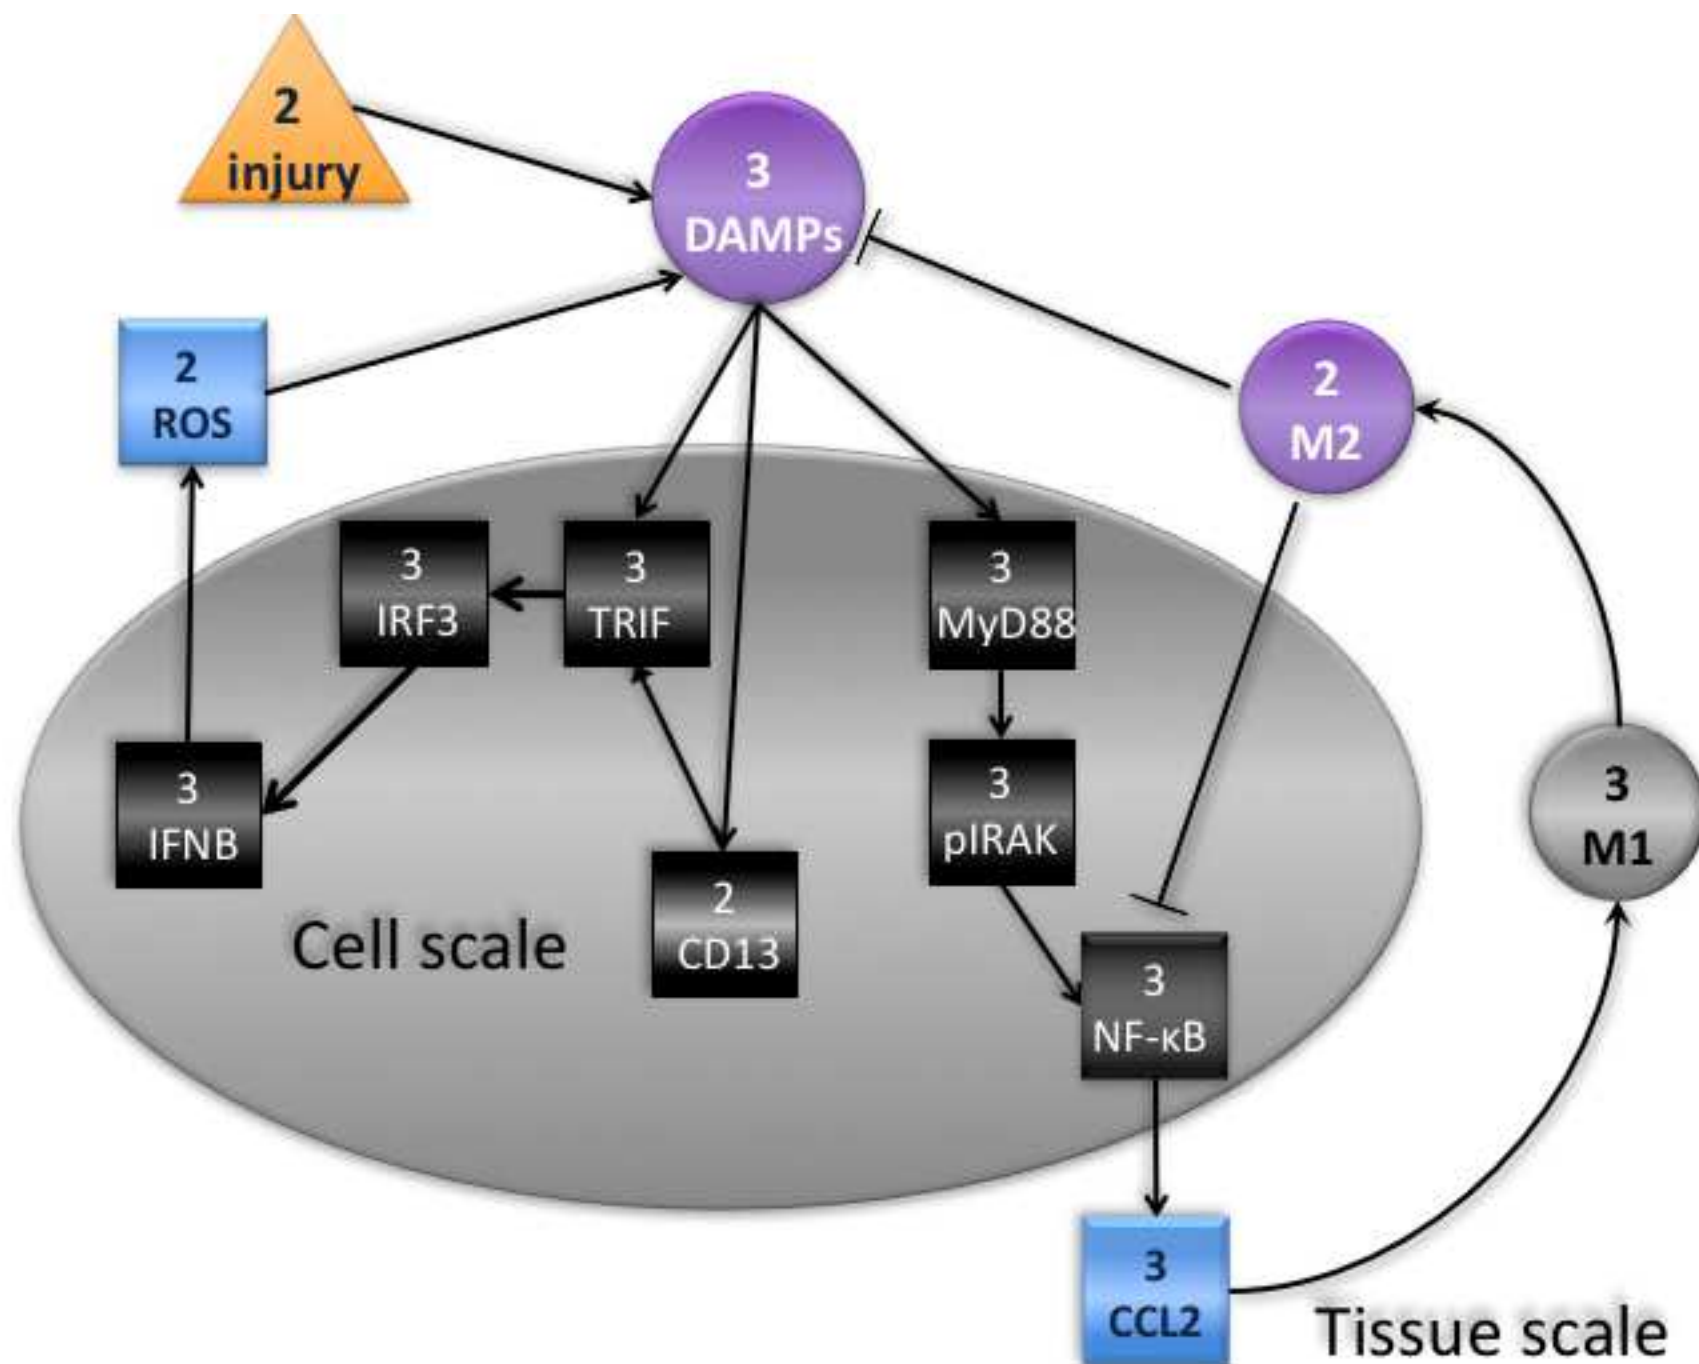 2
injury
3
DAMPs
2
ROS
2
M2
3
IRF3
3
TRIF
3
MyD88
3
IFNB
3
pIRAK
3
M1
2
CD13
Cell scale
3
NF-κB
3
CCL2
Tissue scale